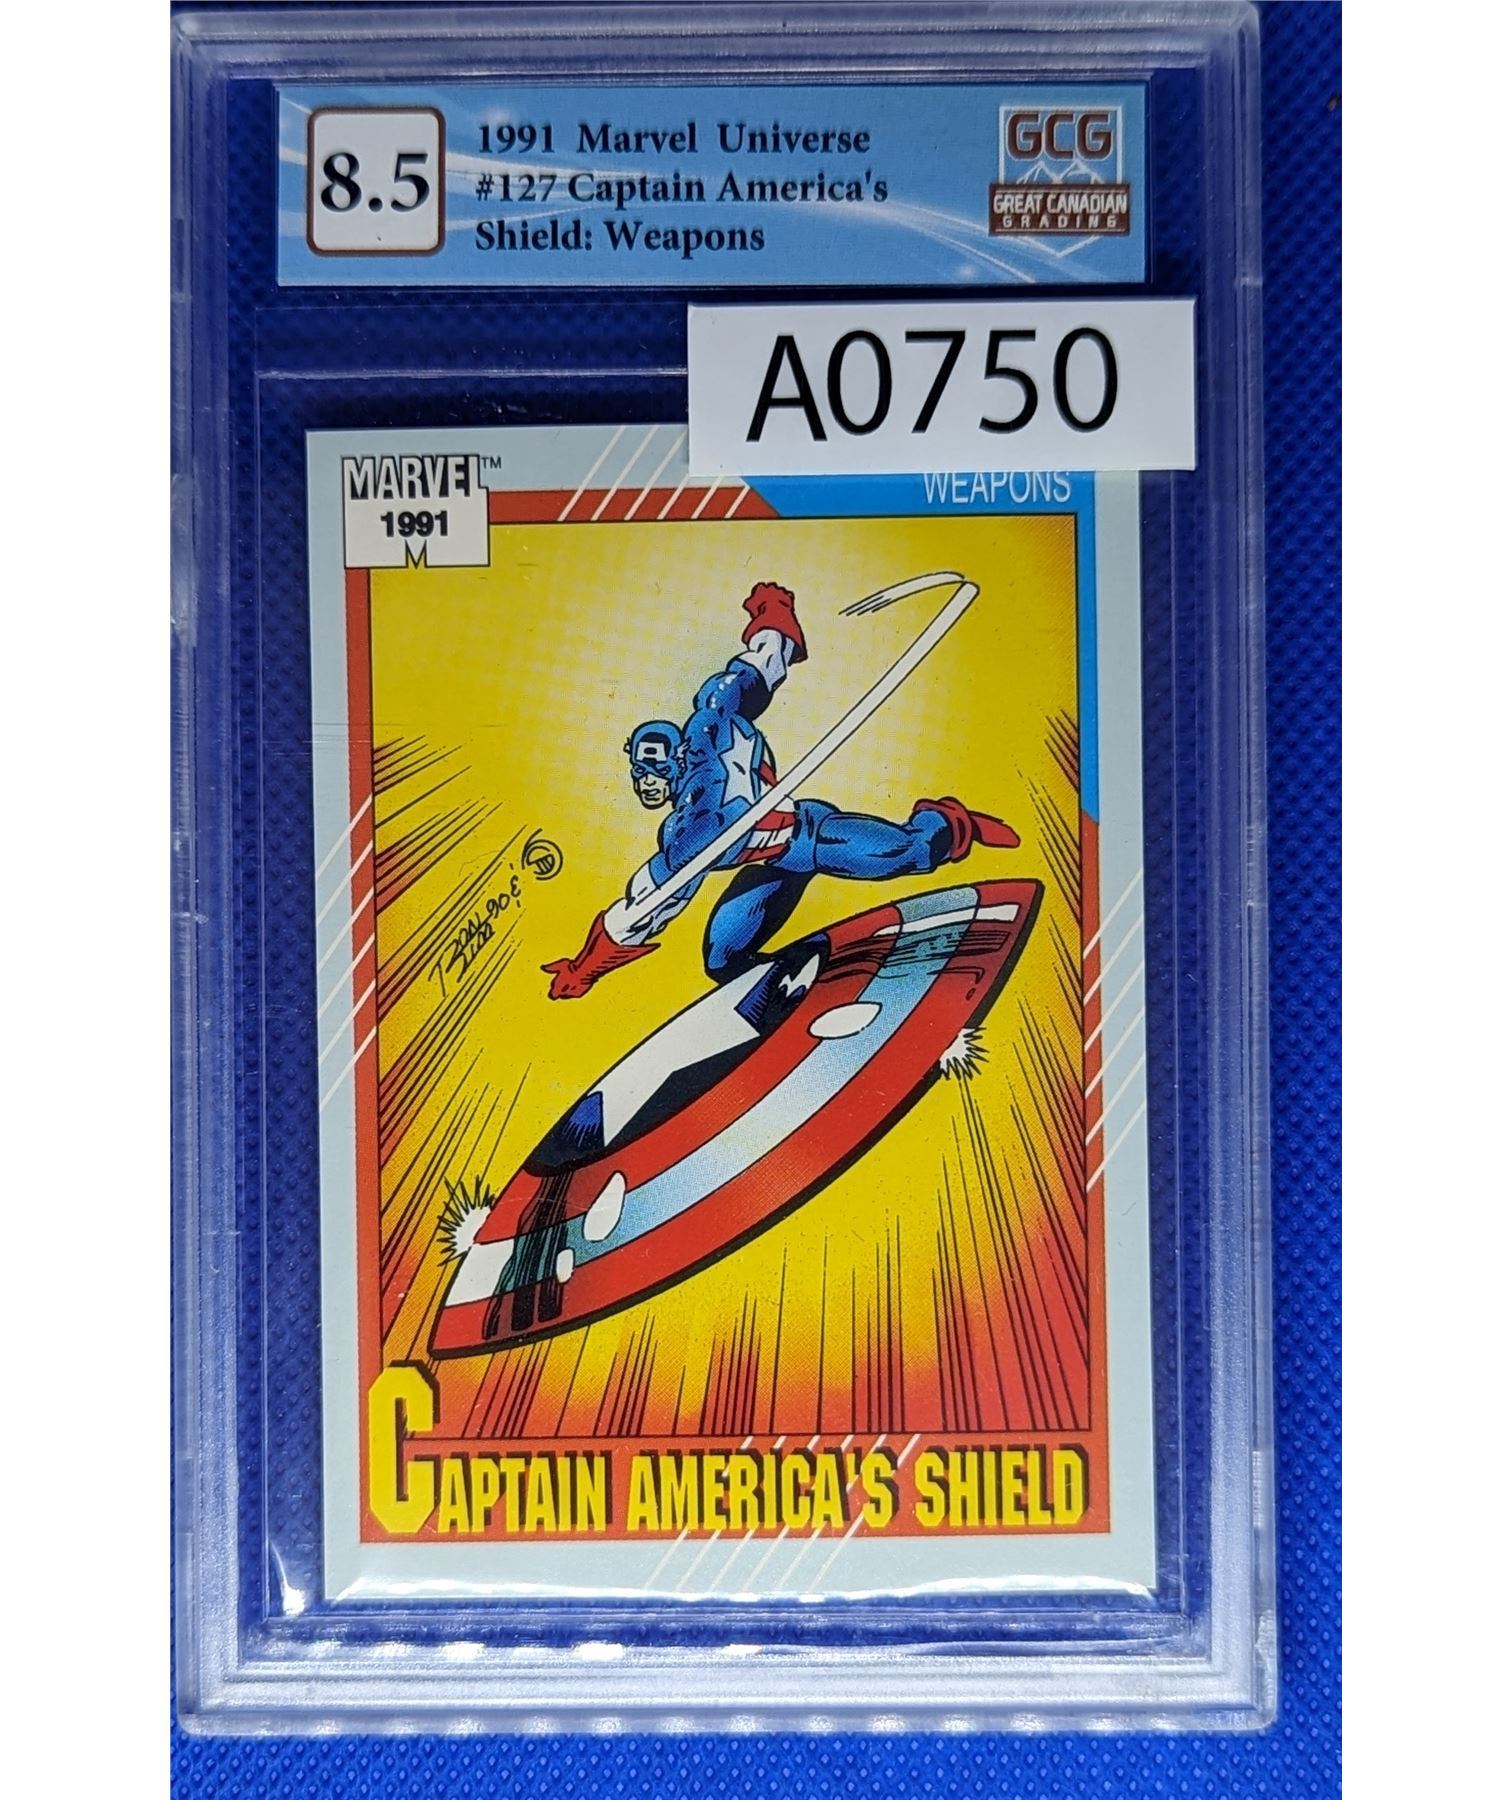 8.5
1991 Marvel Universe
#127 Captain America's
Shield: Weapons
GCG
GREAT CANADIAN
GRADING
A0750
MARVEL™
1991
WEAPONS
CAPTAIN AMERICA'S SHIELD